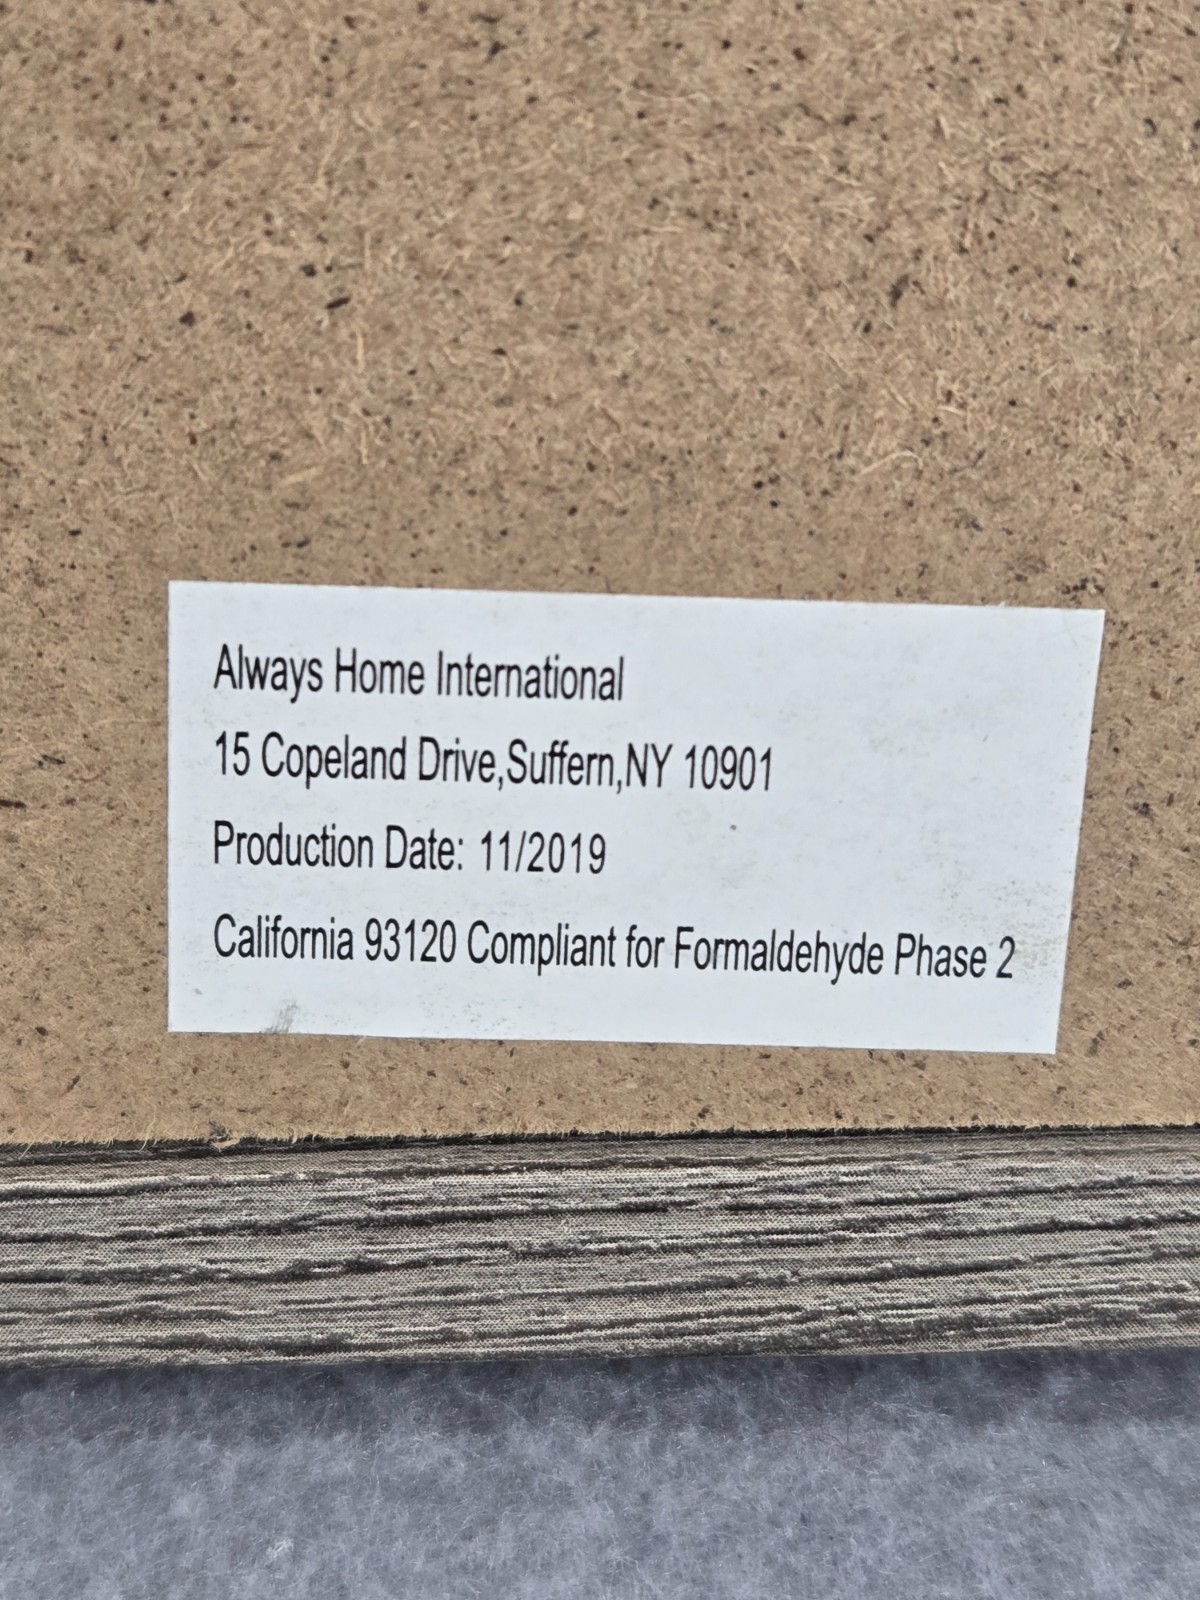 Always Home International
15 Copeland Drive,Suffern,NY 10901
Production Date: 11/2019
California 93120 Compliant for Formaldehyde Phase 2